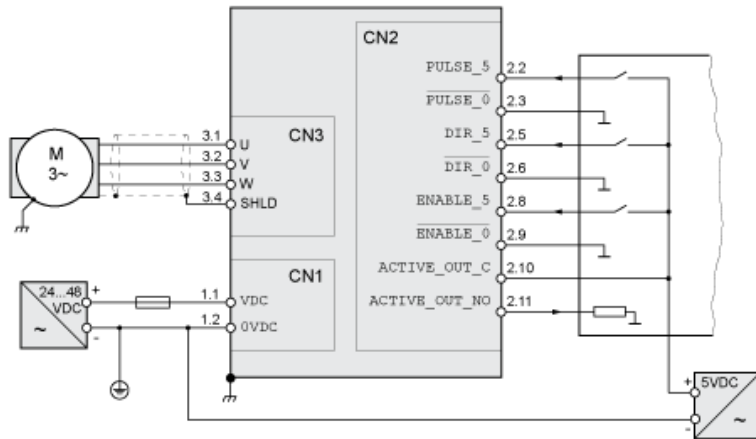 CN2
PULSE_5
2.2
PULSE_0
2.3
DIR_5
2.5
DIR_0
2.6
ENABLE_5
2.8
ENABLE_0
2.9
ACTIVE_OUT_C
2.10
ACTIVE_OUT_NO
2.11
CN3
M
3~
3.1
U
3.2
V
3.3
W
3.4
SHLD
CN1
24...48
VDC
~
+
-
1.1
VDC
1.2
0VDC
+
5VDC
-
~